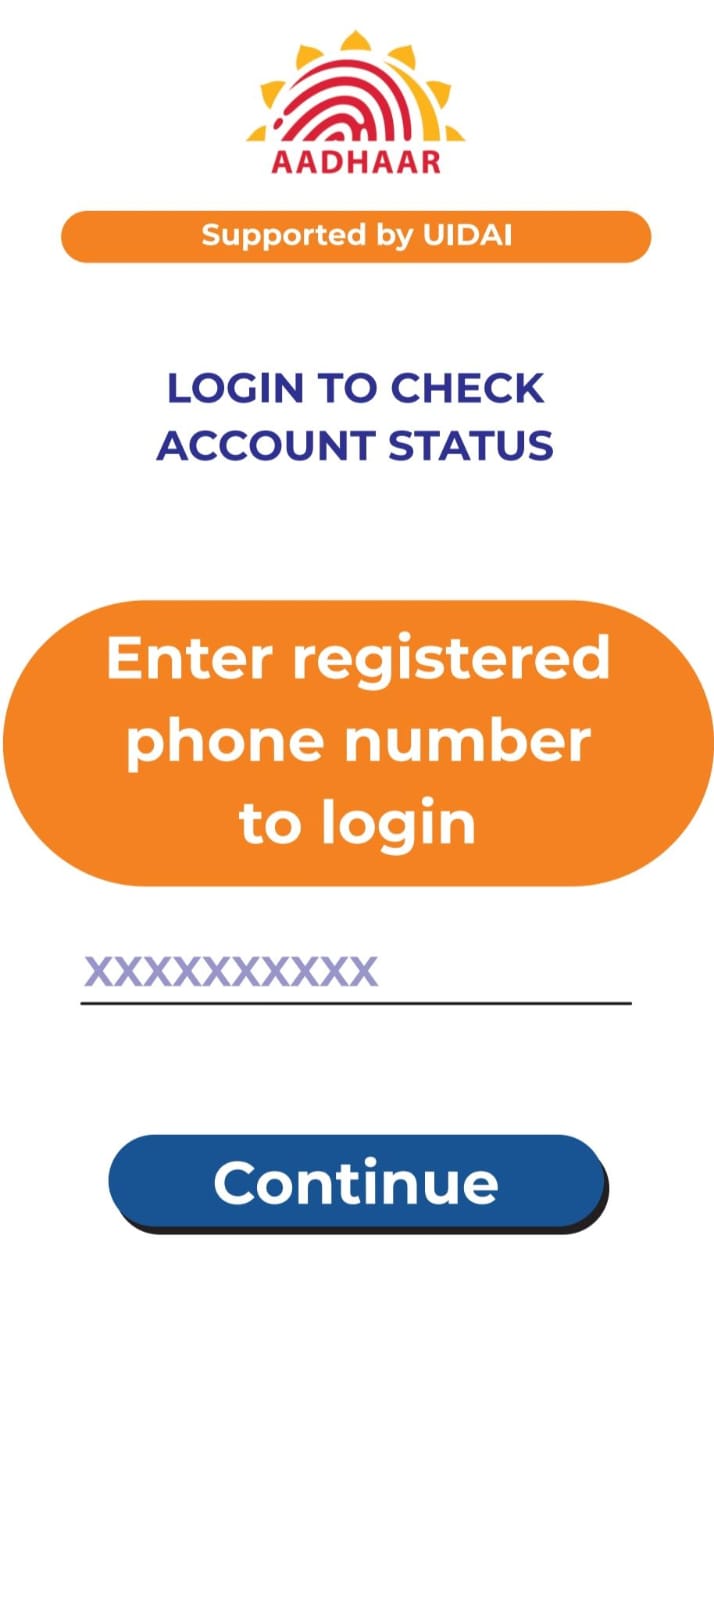 AADHAAR
Supported by UIDAI
LOGIN TO CHECK
ACCOUNT STATUS
Enter registered
phone number
to login
XXXXXXXXXX
Continue